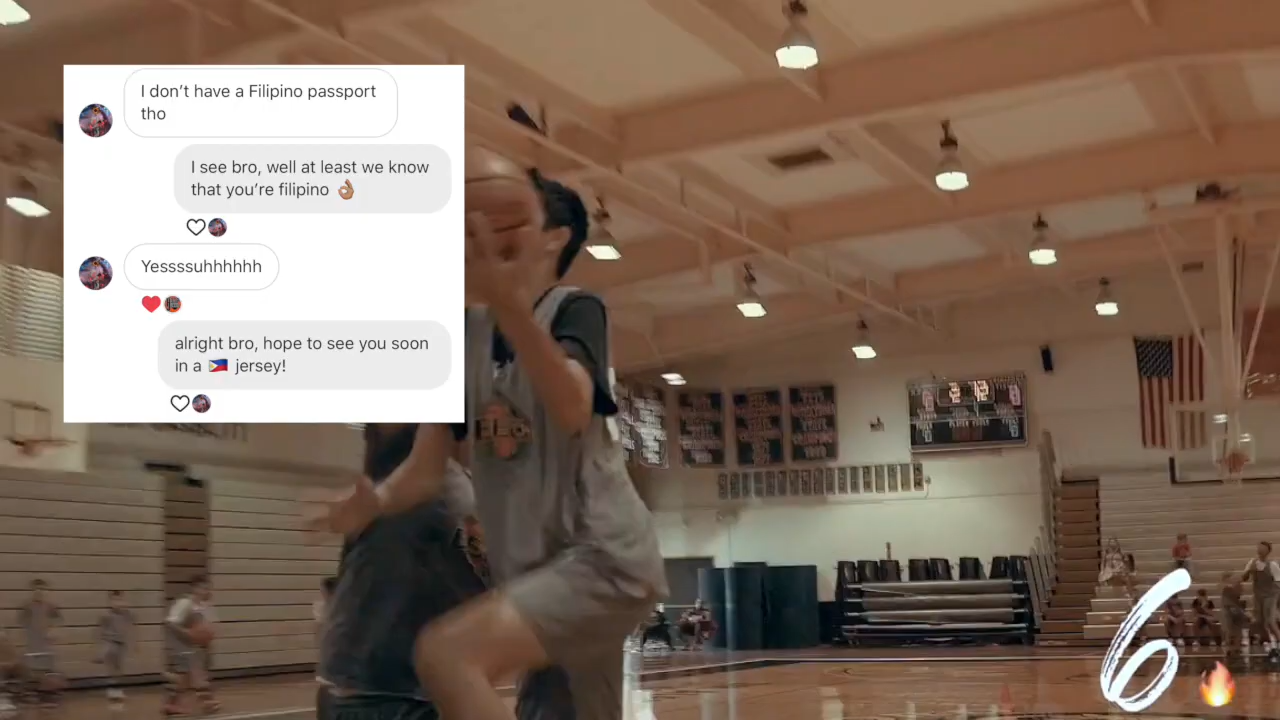 I don't have a Filipino passport
tho
I see bro, well at least we know
that you're filipino 👌🏽
Yessssuhhhhhh
alright bro, hope to see you soon
in a 🇵🇭 jersey!
6 🔥